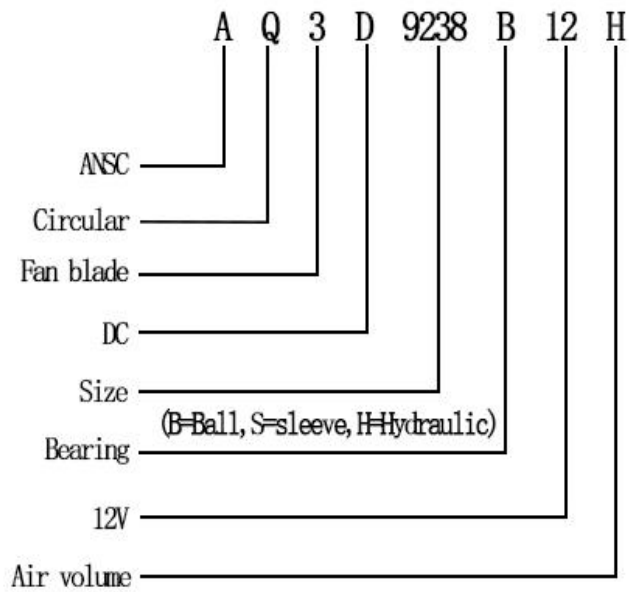 A Q 3 D 9238 B 12 H
ANSC
Circular
Fan blade
DC
Size
(B=Ball, S=sleeve, H=Hydraulic)
Bearing
12V
Air volume